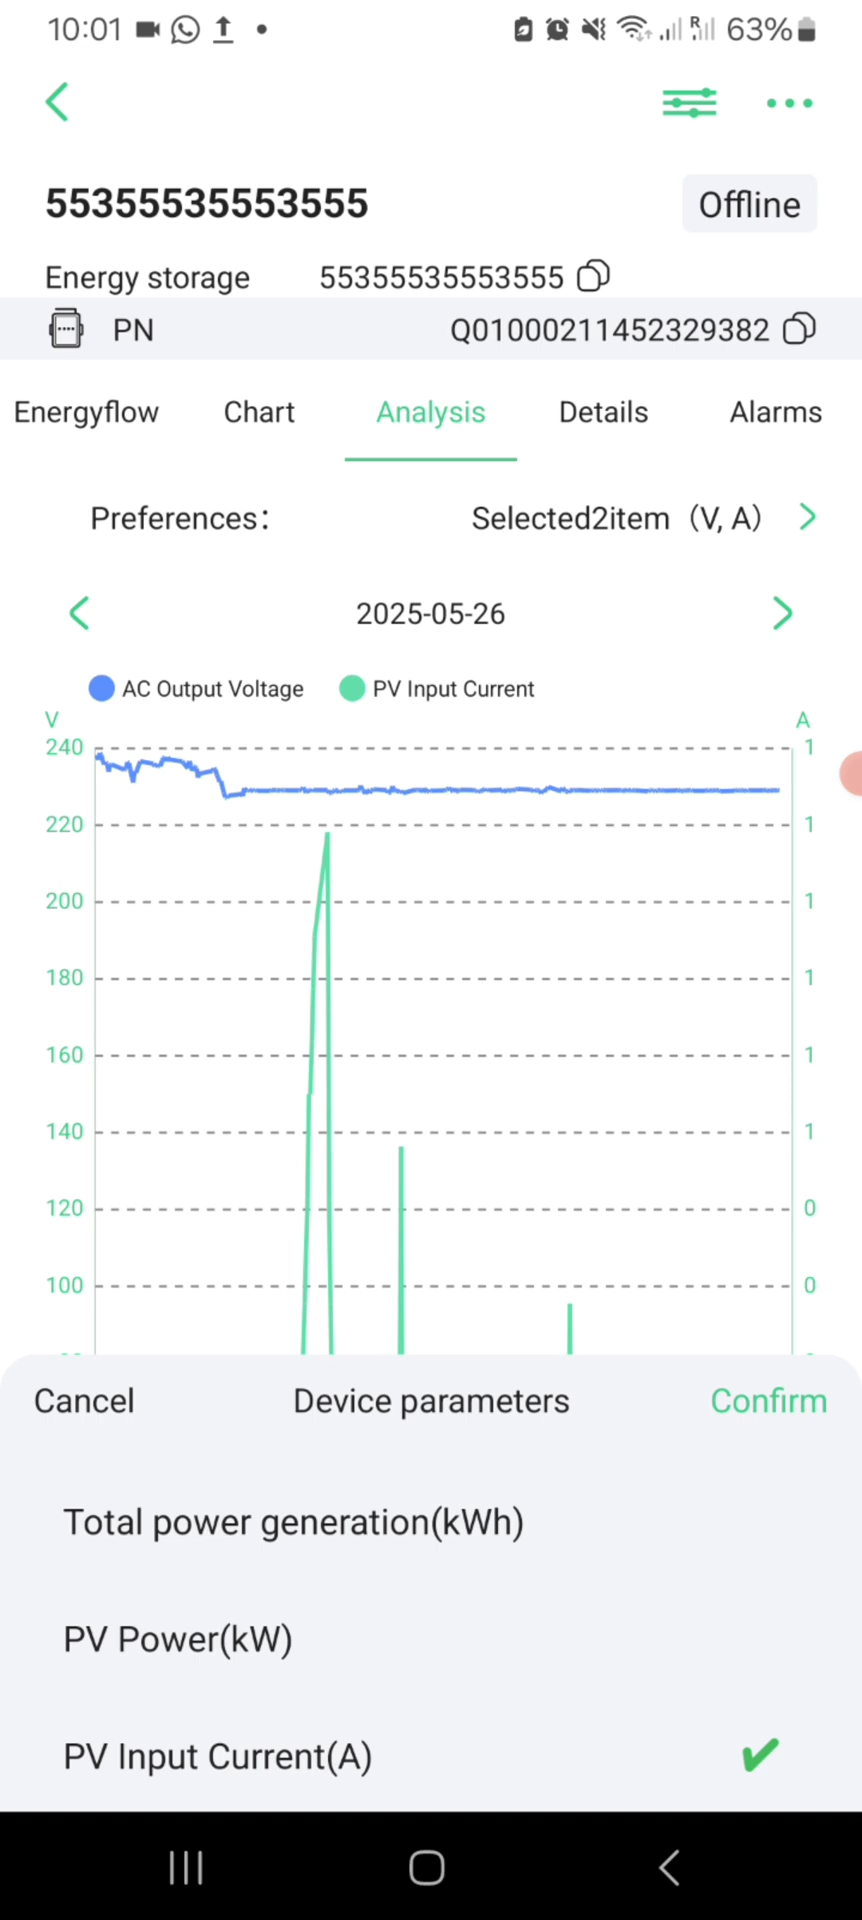 10:01 R 63%
55355535553555 Offline
Energy storage 55355535553555
PN Q01000211452329382
Energyflow Chart Analysis Details Alarms
Preferences: Selected2item (V, A)
2025-05-26
AC Output Voltage PV Input Current
V A
240 1
220 1
200 1
180 1
160 1
140 1
120 0
100 0
Cancel Device parameters Confirm
Total power generation(kWh)
PV Power(kW)
PV Input Current(A)